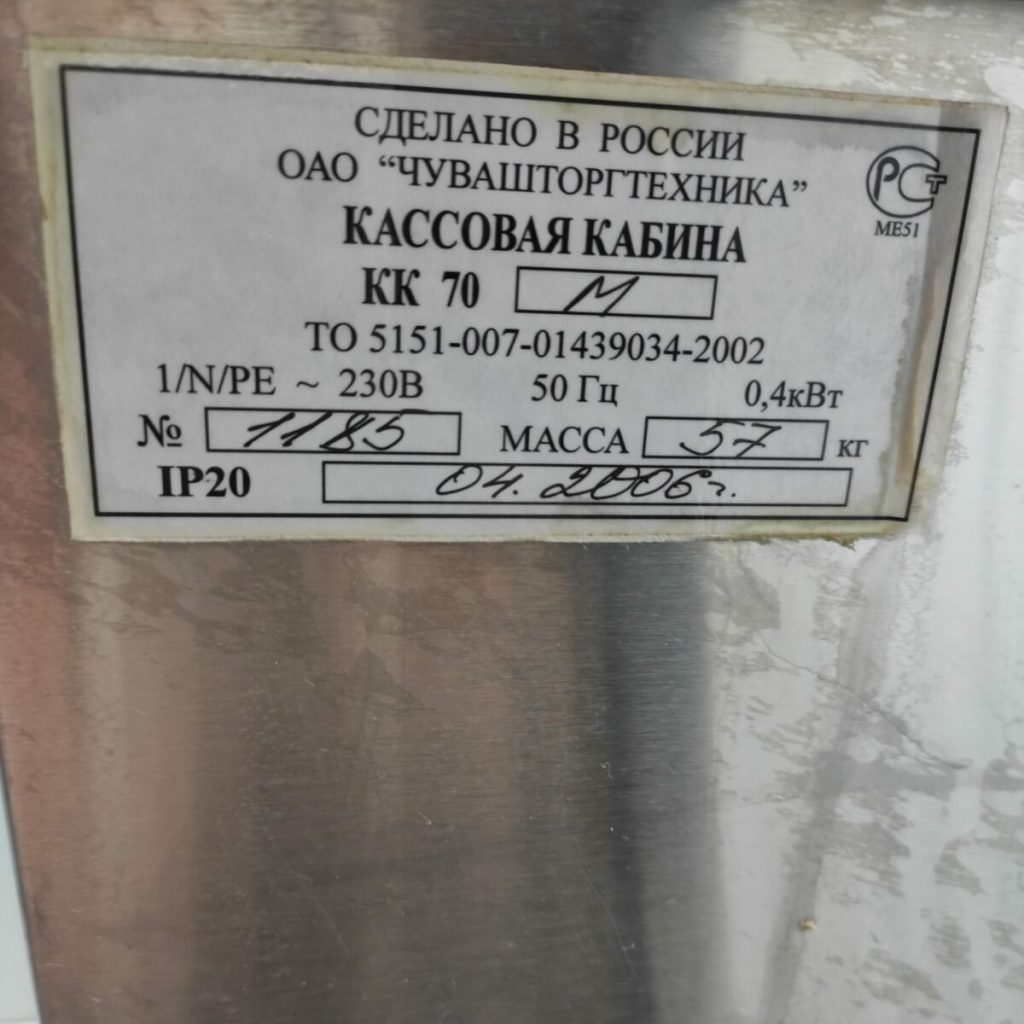 СДЕЛАНО В РОССИИ
ОАО “ЧУВАШТОРГТЕХНИКА”
РСТ
МЕ51
КАССОВАЯ КАБИНА
КК 70 М
ТО 5151-007-01439034-2002
1/N/PE ~ 230В 50 Гц 0,4кВт
№ 1185 МАССА 57 кг
IP20 04. 2006г.